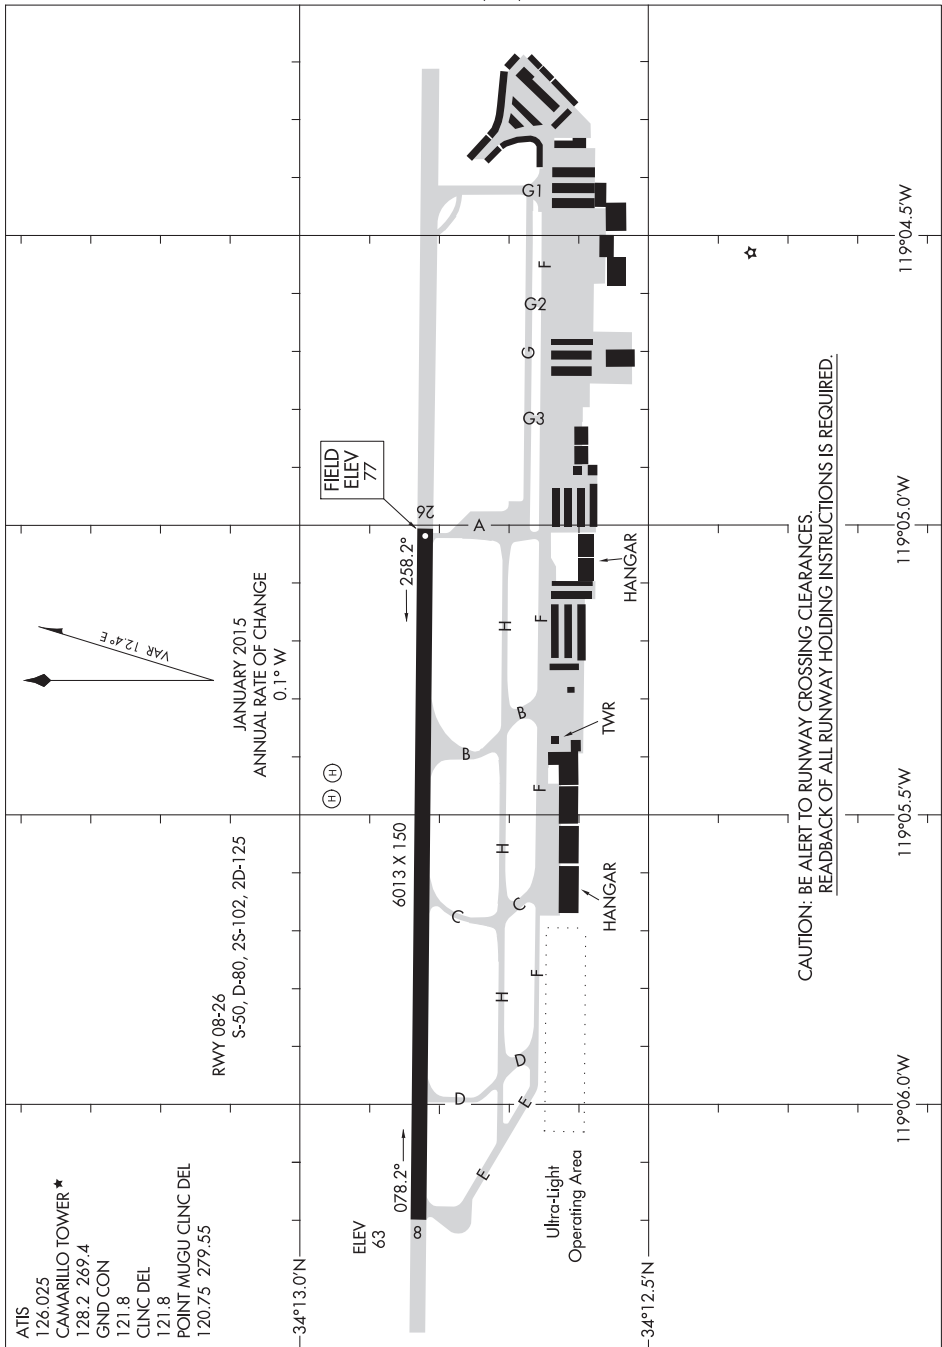 ATIS
126.025
CAMARILLO TOWER★
128.2 269.4
GND CON
121.8
CLNC DEL
121.8
POINT MUGU CLNC DEL
120.75 279.55
RWY 08-26
S-50, D-80, 2S-102, 2D-125
JANUARY 2015
ANNUAL RATE OF CHANGE
0.1° W
VAR 12.4°E
34°13.0'N
ELEV
63
8
078.2°
6013 X 150
H
H
258.2°
26
FIELD
ELEV
77
D
C
B
A
E
H
H
H
E
D
C
B
F
F
F
G3
G
G2
F
G1
Ultra-Light
Operating Area
HANGAR
TWR
HANGAR
34°12.5'N
CAUTION: BE ALERT TO RUNWAY CROSSING CLEARANCES.
READBACK OF ALL RUNWAY HOLDING INSTRUCTIONS IS REQUIRED.
119°06.0'W
119°05.5'W
119°05.0'W
119°04.5'W